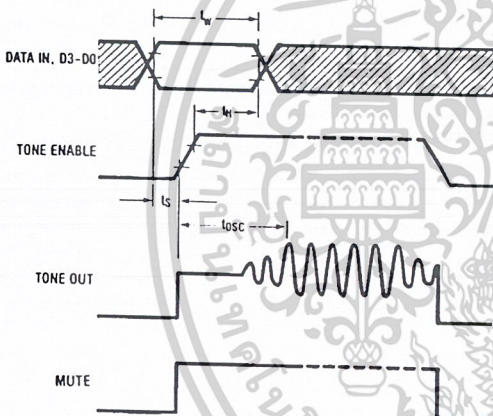 tW
DATA IN, D3-D0
tH
TONE ENABLE
tS
tOSC
TONE OUT
MUTE